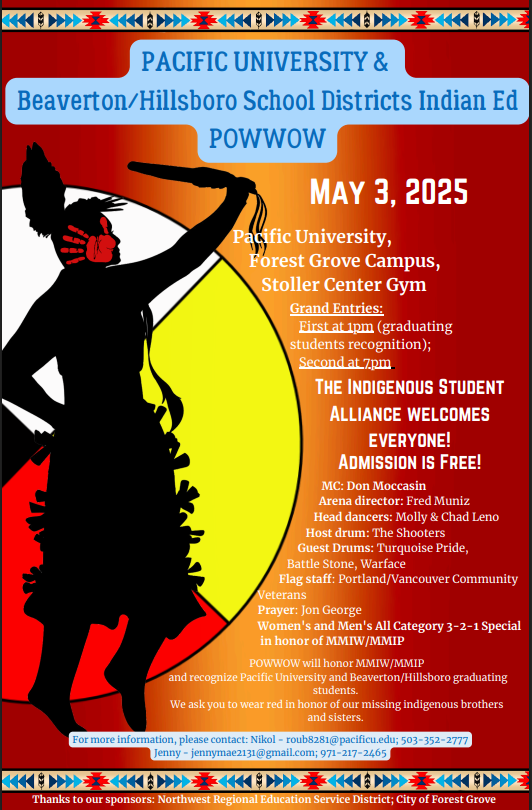 PACIFIC UNIVERSITY &
Beaverton/Hillsboro School Districts Indian Ed
POWWOW
May 3, 2025
Pacific University,
Forest Grove Campus,
Stoller Center Gym
Grand Entries:
First at 1pm (graduating
students recognition);
Second at 7pm
The Indigenous Student
Alliance welcomes
everyone!
Admission is Free!
MC: Don Moccasin
Arena director: Fred Muniz
Head dancers: Molly & Chad Leno
Host drum: The Shooters
Guest Drums: Turquoise Pride,
Battle Stone, Warface
Flag staff: Portland/Vancouver Community
Veterans
Prayer: Jon George
Women's and Men's All Category 3-2-1 Special
in honor of MMIW/MMIP
POWWOW will honor MMIW/MMIP
and recognize Pacific University and Beaverton/Hillsboro graduating
students.
We ask you to wear red in honor of our missing indigenous brothers
and sisters.
For more information, please contact: Nikol - roub8281@pacificu.edu; 503-352-2777
Jenny - jennymae2131@gmail.com; 971-217-2465
Thanks to our sponsors: Northwest Regional Education Service District; City of Forest Grove